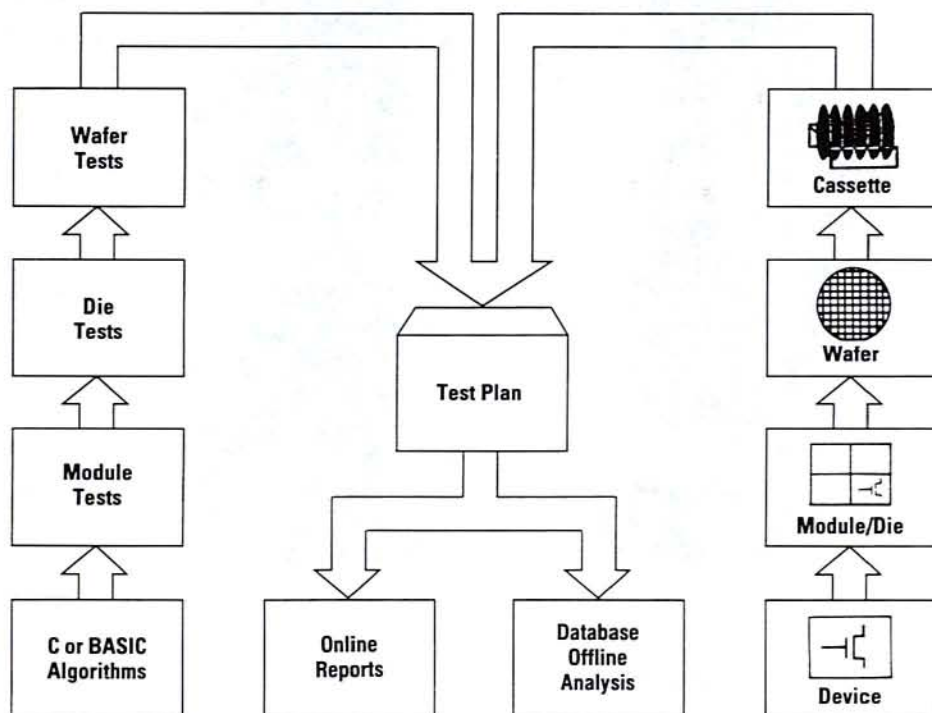 Wafer
Tests
Die
Tests
Module
Tests
C or BASIC
Algorithms
Test Plan
Online
Reports
Database
Offline
Analysis
Cassette
Wafer
Module/Die
Device